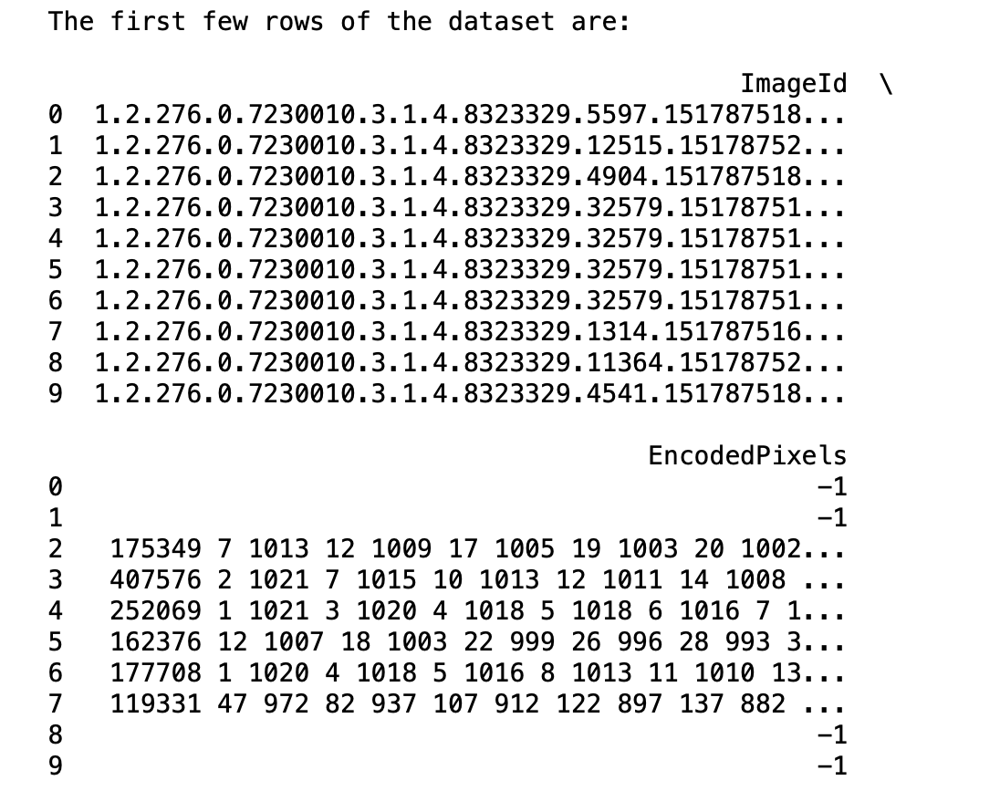 The first few rows of the dataset are:
ImageId \
0 1.2.276.0.7230010.3.1.4.8323329.5597.151787518...
1 1.2.276.0.7230010.3.1.4.8323329.12515.15178752...
2 1.2.276.0.7230010.3.1.4.8323329.4904.151787518...
3 1.2.276.0.7230010.3.1.4.8323329.32579.15178751...
4 1.2.276.0.7230010.3.1.4.8323329.32579.15178751...
5 1.2.276.0.7230010.3.1.4.8323329.32579.15178751...
6 1.2.276.0.7230010.3.1.4.8323329.32579.15178751...
7 1.2.276.0.7230010.3.1.4.8323329.1314.151787516...
8 1.2.276.0.7230010.3.1.4.8323329.11364.15178752...
9 1.2.276.0.7230010.3.1.4.8323329.4541.151787518...
EncodedPixels
0 -1
1 -1
2 175349 7 1013 12 1009 17 1005 19 1003 20 1002...
3 407576 2 1021 7 1015 10 1013 12 1011 14 1008 ...
4 252069 1 1021 3 1020 4 1018 5 1018 6 1016 7 1...
5 162376 12 1007 18 1003 22 999 26 996 28 993 3...
6 177708 1 1020 4 1018 5 1016 8 1013 11 1010 13...
7 119331 47 972 82 937 107 912 122 897 137 882 ...
8 -1
9 -1